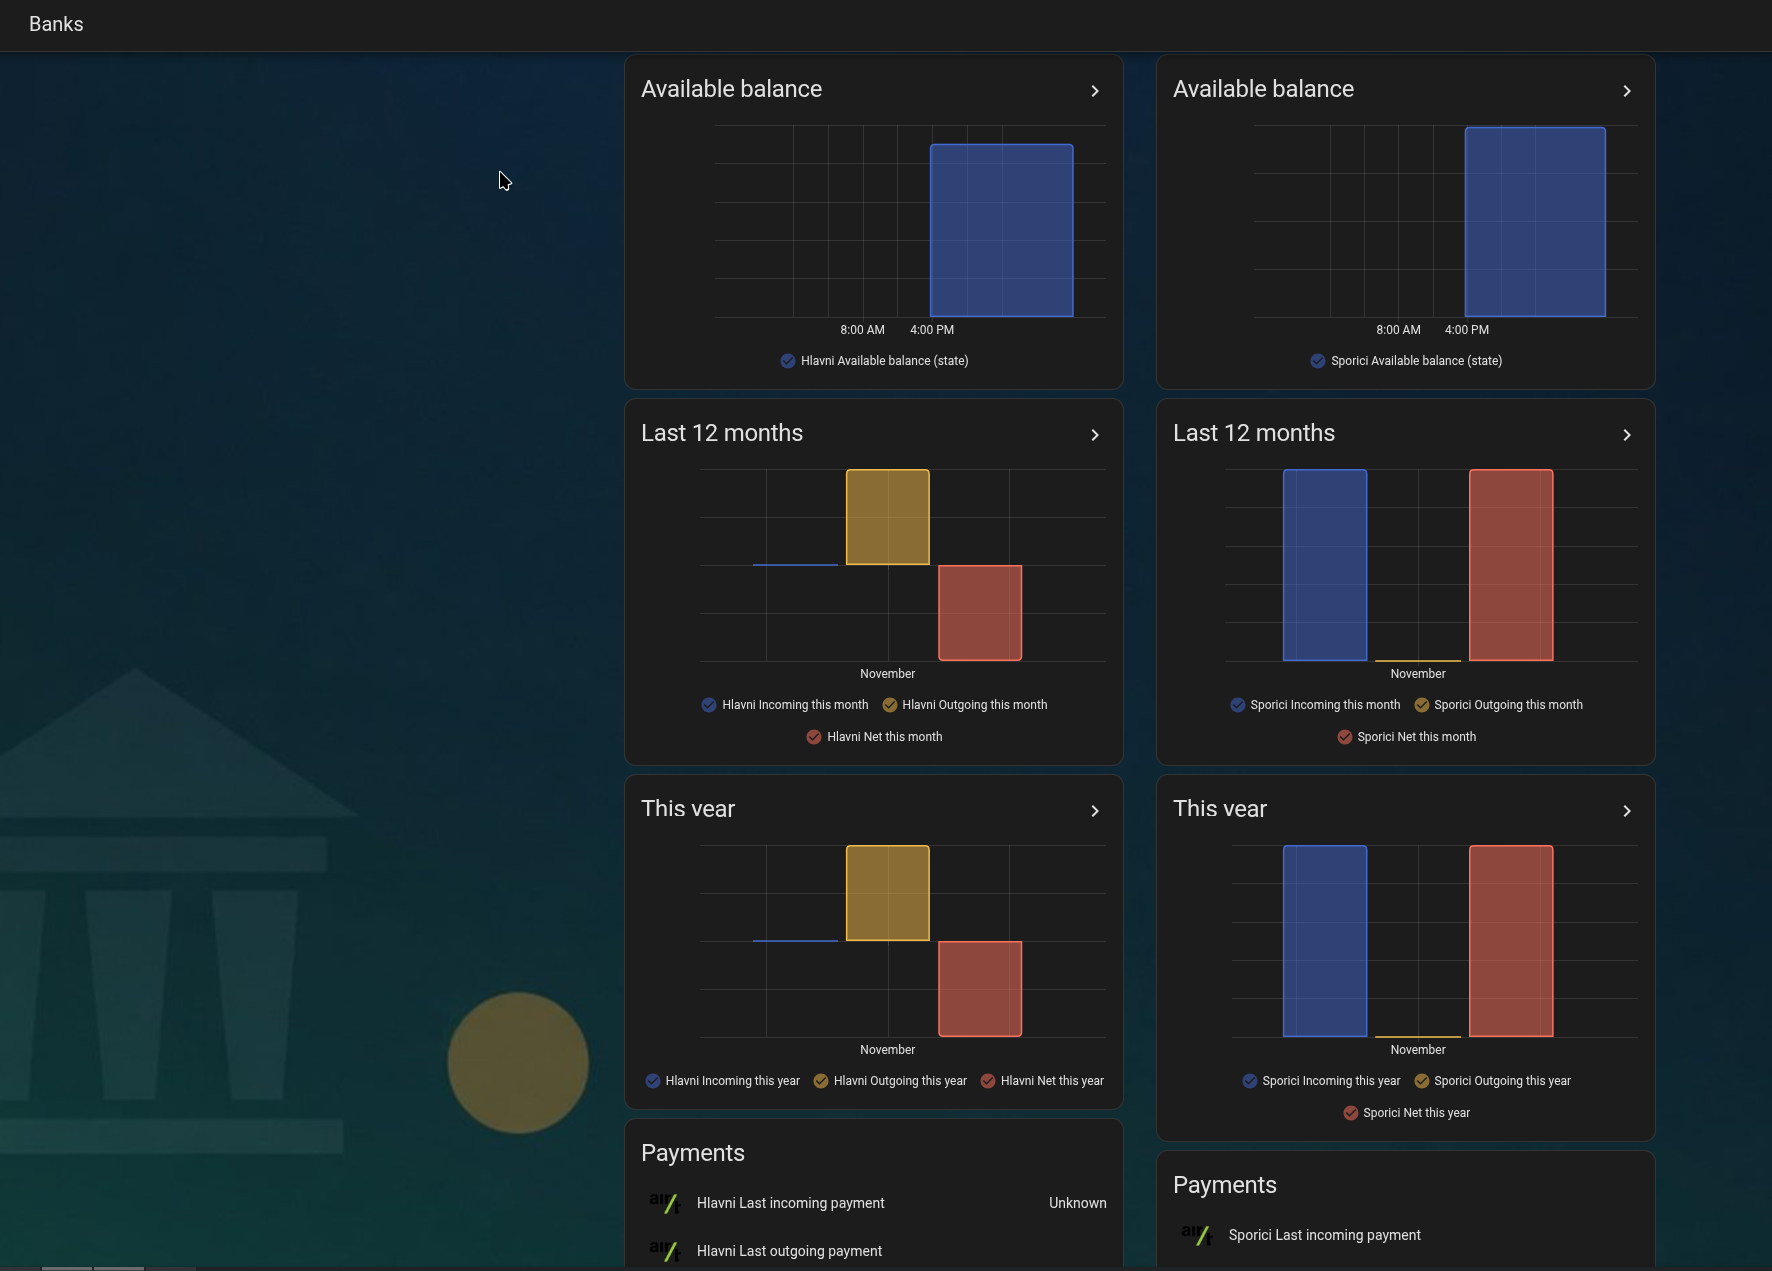 Banks
Available balance
8:00 AM 4:00 PM
Hlavni Available balance (state)
Last 12 months
November
Hlavni Incoming this month Hlavni Outgoing this month
Hlavni Net this month
This year
November
Hlavni Incoming this year Hlavni Outgoing this year Hlavni Net this year
Payments
Hlavni Last incoming payment Unknown
Hlavni Last outgoing payment
Available balance
8:00 AM 4:00 PM
Sporici Available balance (state)
Last 12 months
November
Sporici Incoming this month Sporici Outgoing this month
Sporici Net this month
This year
November
Sporici Incoming this year Sporici Outgoing this year
Sporici Net this year
Payments
Sporici Last incoming payment